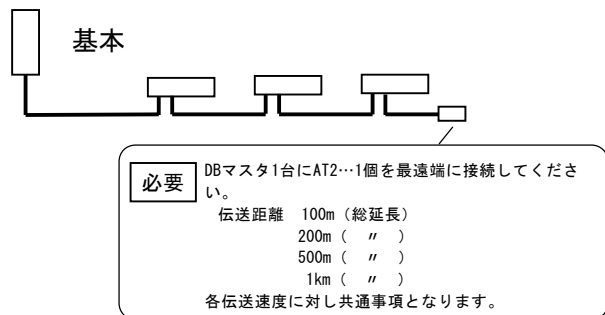 基本
必要
DBマスタ1台にAT2…1個を最遠端に接続してくださ
い。
伝送距離　100m（総延長）
200m（　〃　）
500m（　〃　）
1km（　〃　）
各伝送速度に対し共通事項となります。